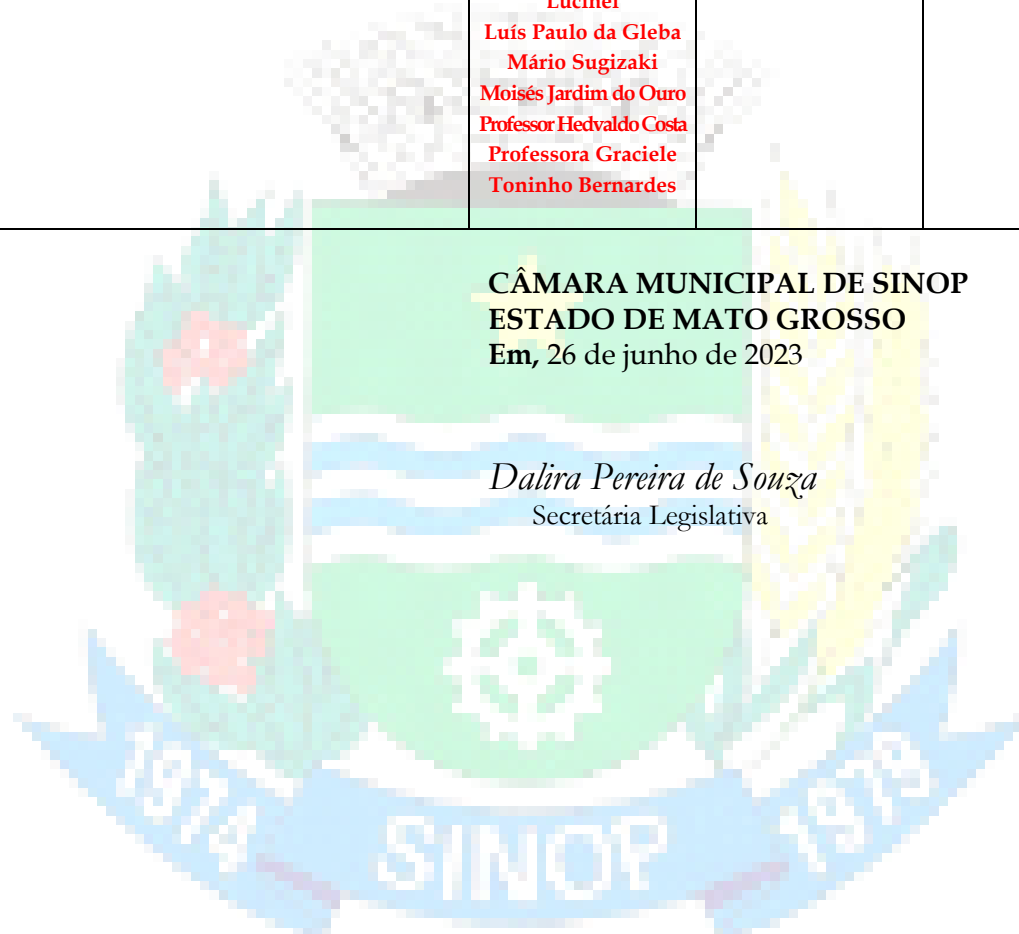 Lucinei
Luís Paulo da Gleba
Mário Sugizaki
Moisés Jardim do Ouro
Professor Hedvaldo Costa
Professora Graciele
Toninho Bernardes
CÂMARA MUNICIPAL DE SINOP
ESTADO DE MATO GROSSO
Em, 26 de junho de 2023
Dalira Pereira de Souza
Secretária Legislativa
1974 SINOP 1979